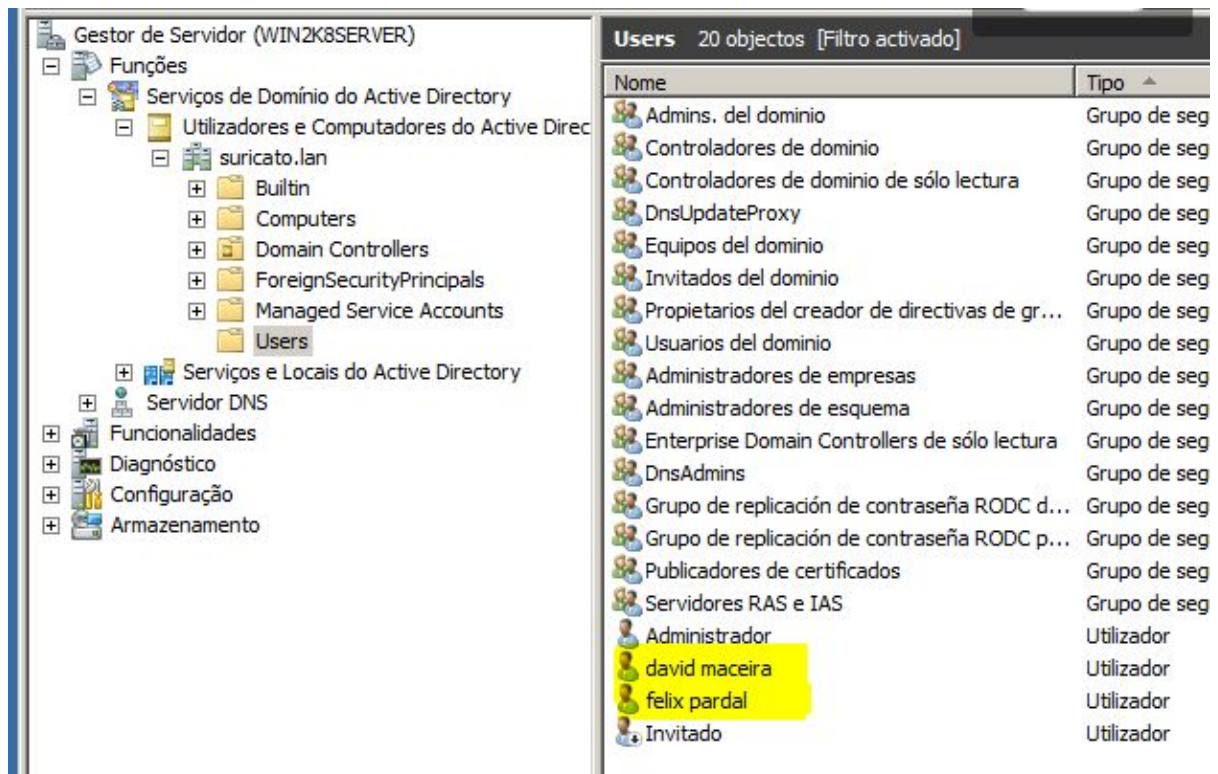 Gestor de Servidor (WIN2K8SERVER)
Funções
Serviços de Domínio do Active Directory
Utilizadores e Computadores do Active Direc
suricato.lan
Builtin
Computers
Domain Controllers
ForeignSecurityPrincipals
Managed Service Accounts
Users
Serviços e Locais do Active Directory
Servidor DNS
Funcionalidades
Diagnóstico
Configuração
Armazenamento
Users 20 objectos [Filtro activado]
Nome Tipo
Admins. del dominio Grupo de seg
Controladores de dominio Grupo de seg
Controladores de dominio de sólo lectura Grupo de seg
DnsUpdateProxy Grupo de seg
Equipos del dominio Grupo de seg
Invitados del dominio Grupo de seg
Propietarios del creador de directivas de gr... Grupo de seg
Usuarios del dominio Grupo de seg
Administradores de empresas Grupo de seg
Administradores de esquema Grupo de seg
Enterprise Domain Controllers de sólo lectura Grupo de seg
DnsAdmins Grupo de seg
Grupo de replicación de contraseña RODC d... Grupo de seg
Grupo de replicación de contraseña RODC p... Grupo de seg
Publicadores de certificados Grupo de seg
Servidores RAS e IAS Grupo de seg
Administrador Utilizador
david maceira Utilizador
felix pardal Utilizador
Invitado Utilizador